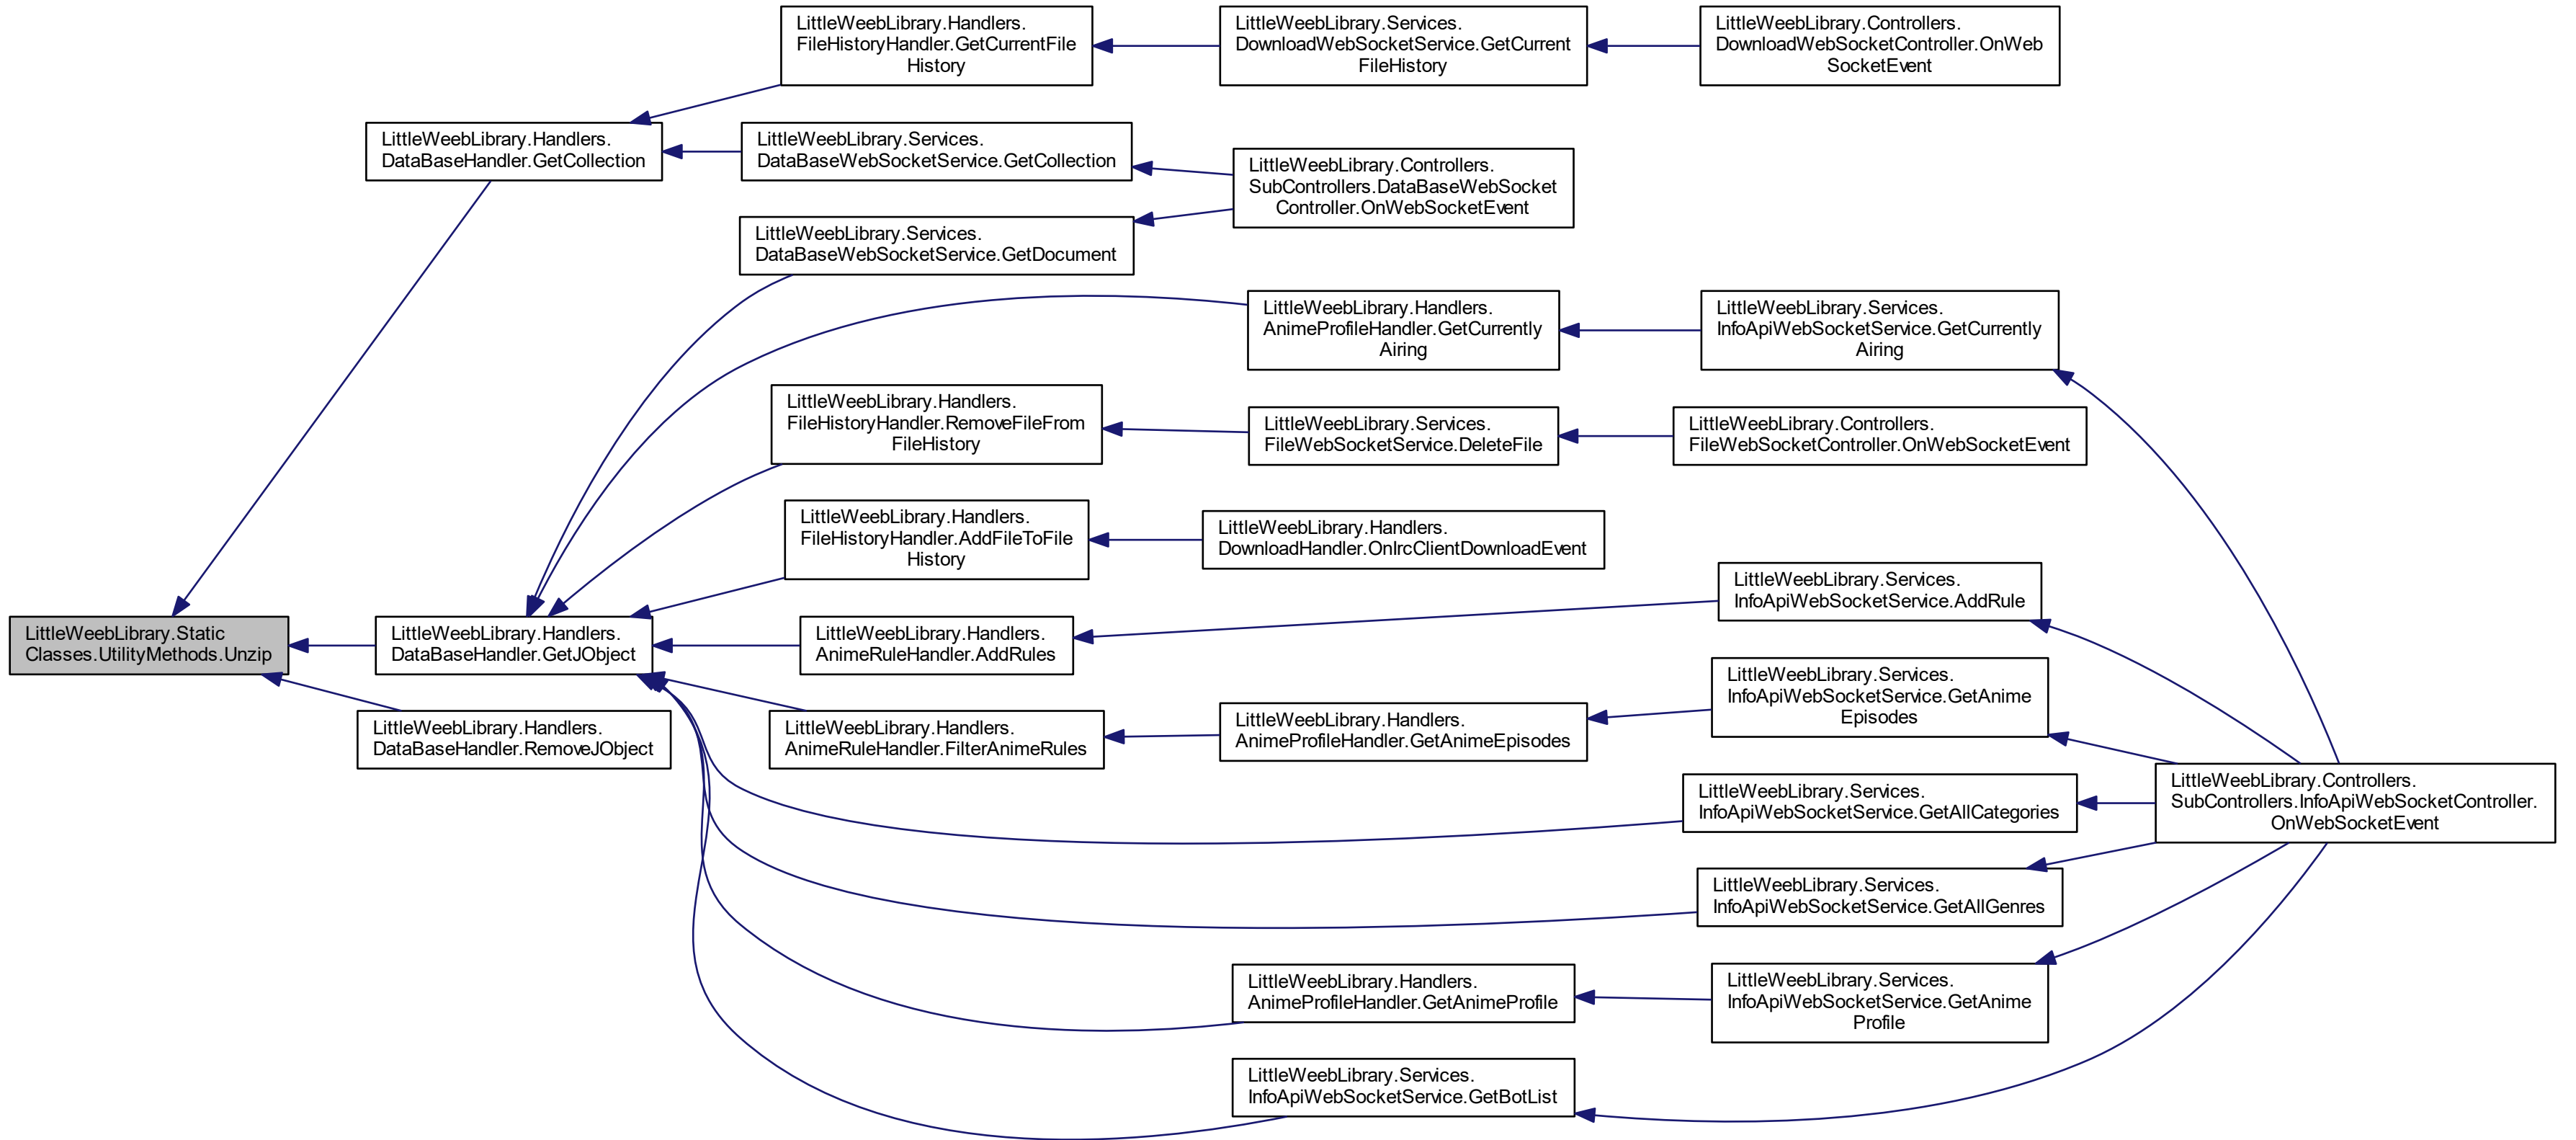 LittleWeebLibrary.Handlers.
FileHistoryHandler.GetCurrentFile
History
LittleWeebLibrary.Services.
DownloadWebSocketService.GetCurrent
FileHistory
LittleWeebLibrary.Controllers.
DownloadWebSocketController.OnWeb
SocketEvent
LittleWeebLibrary.Handlers.
DataBaseHandler.GetCollection
LittleWeebLibrary.Services.
DataBaseWebSocketService.GetCollection
LittleWeebLibrary.Controllers.
SubControllers.DataBaseWebSocket
Controller.OnWebSocketEvent
LittleWeebLibrary.Services.
DataBaseWebSocketService.GetDocument
LittleWeebLibrary.Handlers.
AnimeProfileHandler.GetCurrently
Airing
LittleWeebLibrary.Services.
InfoApiWebSocketService.GetCurrently
Airing
LittleWeebLibrary.Handlers.
FileHistoryHandler.RemoveFileFrom
FileHistory
LittleWeebLibrary.Services.
FileWebSocketService.DeleteFile
LittleWeebLibrary.Controllers.
FileWebSocketController.OnWebSocketEvent
LittleWeebLibrary.Handlers.
FileHistoryHandler.AddFileToFile
History
LittleWeebLibrary.Handlers.
DownloadHandler.OnIrcClientDownloadEvent
LittleWeebLibrary.Services.
InfoApiWebSocketService.AddRule
LittleWeebLibrary.Static
Classes.UtilityMethods.Unzip
LittleWeebLibrary.Handlers.
DataBaseHandler.GetJObject
LittleWeebLibrary.Handlers.
AnimeRuleHandler.AddRules
LittleWeebLibrary.Services.
InfoApiWebSocketService.GetAnime
Episodes
LittleWeebLibrary.Handlers.
DataBaseHandler.RemoveJObject
LittleWeebLibrary.Handlers.
AnimeRuleHandler.FilterAnimeRules
LittleWeebLibrary.Handlers.
AnimeProfileHandler.GetAnimeEpisodes
LittleWeebLibrary.Services.
InfoApiWebSocketService.GetAllCategories
LittleWeebLibrary.Controllers.
SubControllers.InfoApiWebSocketController.
OnWebSocketEvent
LittleWeebLibrary.Services.
InfoApiWebSocketService.GetAllGenres
LittleWeebLibrary.Handlers.
AnimeProfileHandler.GetAnimeProfile
LittleWeebLibrary.Services.
InfoApiWebSocketService.GetAnime
Profile
LittleWeebLibrary.Services.
InfoApiWebSocketService.GetBotList